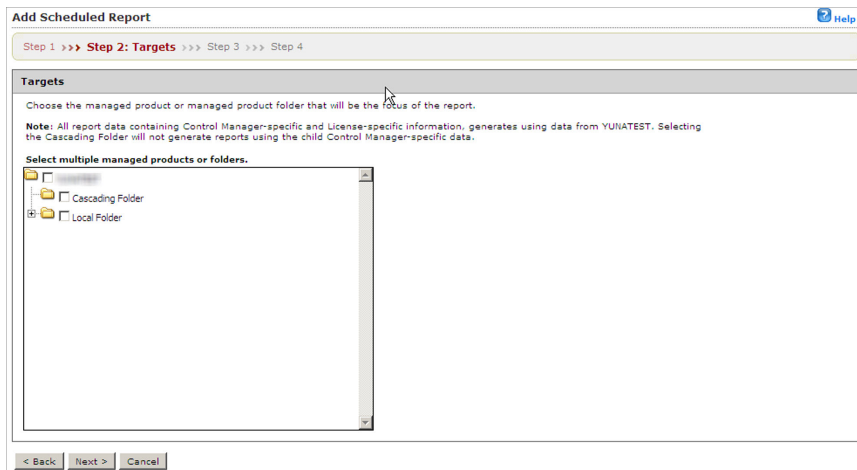 Add Scheduled Report
Help
Step 1 >>> Step 2: Targets >>> Step 3 >>> Step 4
Targets
Choose the managed product or managed product folder that will be the focus of the report.
Note: All report data containing Control Manager-specific and License-specific information, generates using data from YUNATEST. Selecting
the Cascading Folder will not generate reports using the child Control Manager-specific data.
Select multiple managed products or folders.
Cascading Folder
Local Folder
< Back Next > Cancel